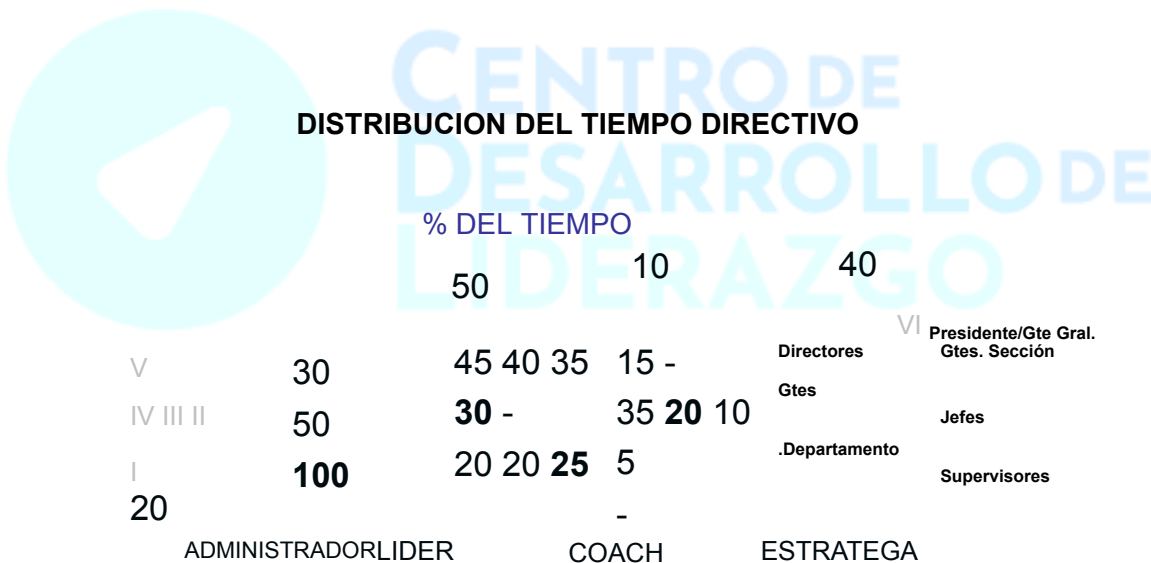 CENTRO DE
DESARROLLO DE
LIDERAZGO
DISTRIBUCION DEL TIEMPO DIRECTIVO
% DEL TIEMPO
50 10 40
VI Presidente/Gte Gral.
V 30 45 40 35 15 - Directores Gtes. Sección
Gtes
IV III II 50 30 - 35 20 10 Jefes
.Departamento
I 100 20 20 25 5 Supervisores
20 -
ADMINISTRADORLIDER COACH ESTRATEGA